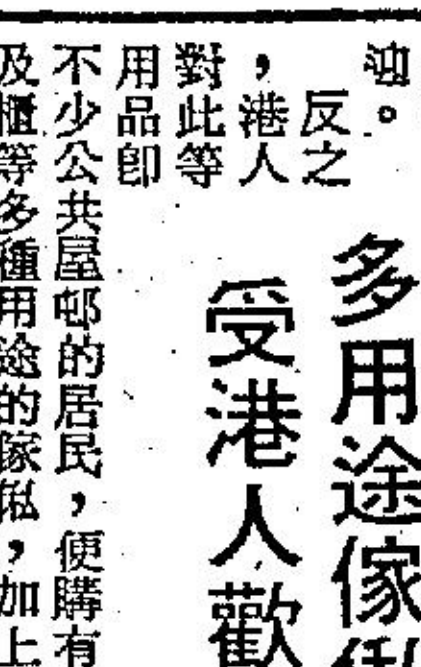 多用途傢俬
受港人歡
迎。
反之
，港人
對此等
用品卽
不少公共屋邨的居民，便購有
及櫃等多種用途的傢俬，加上